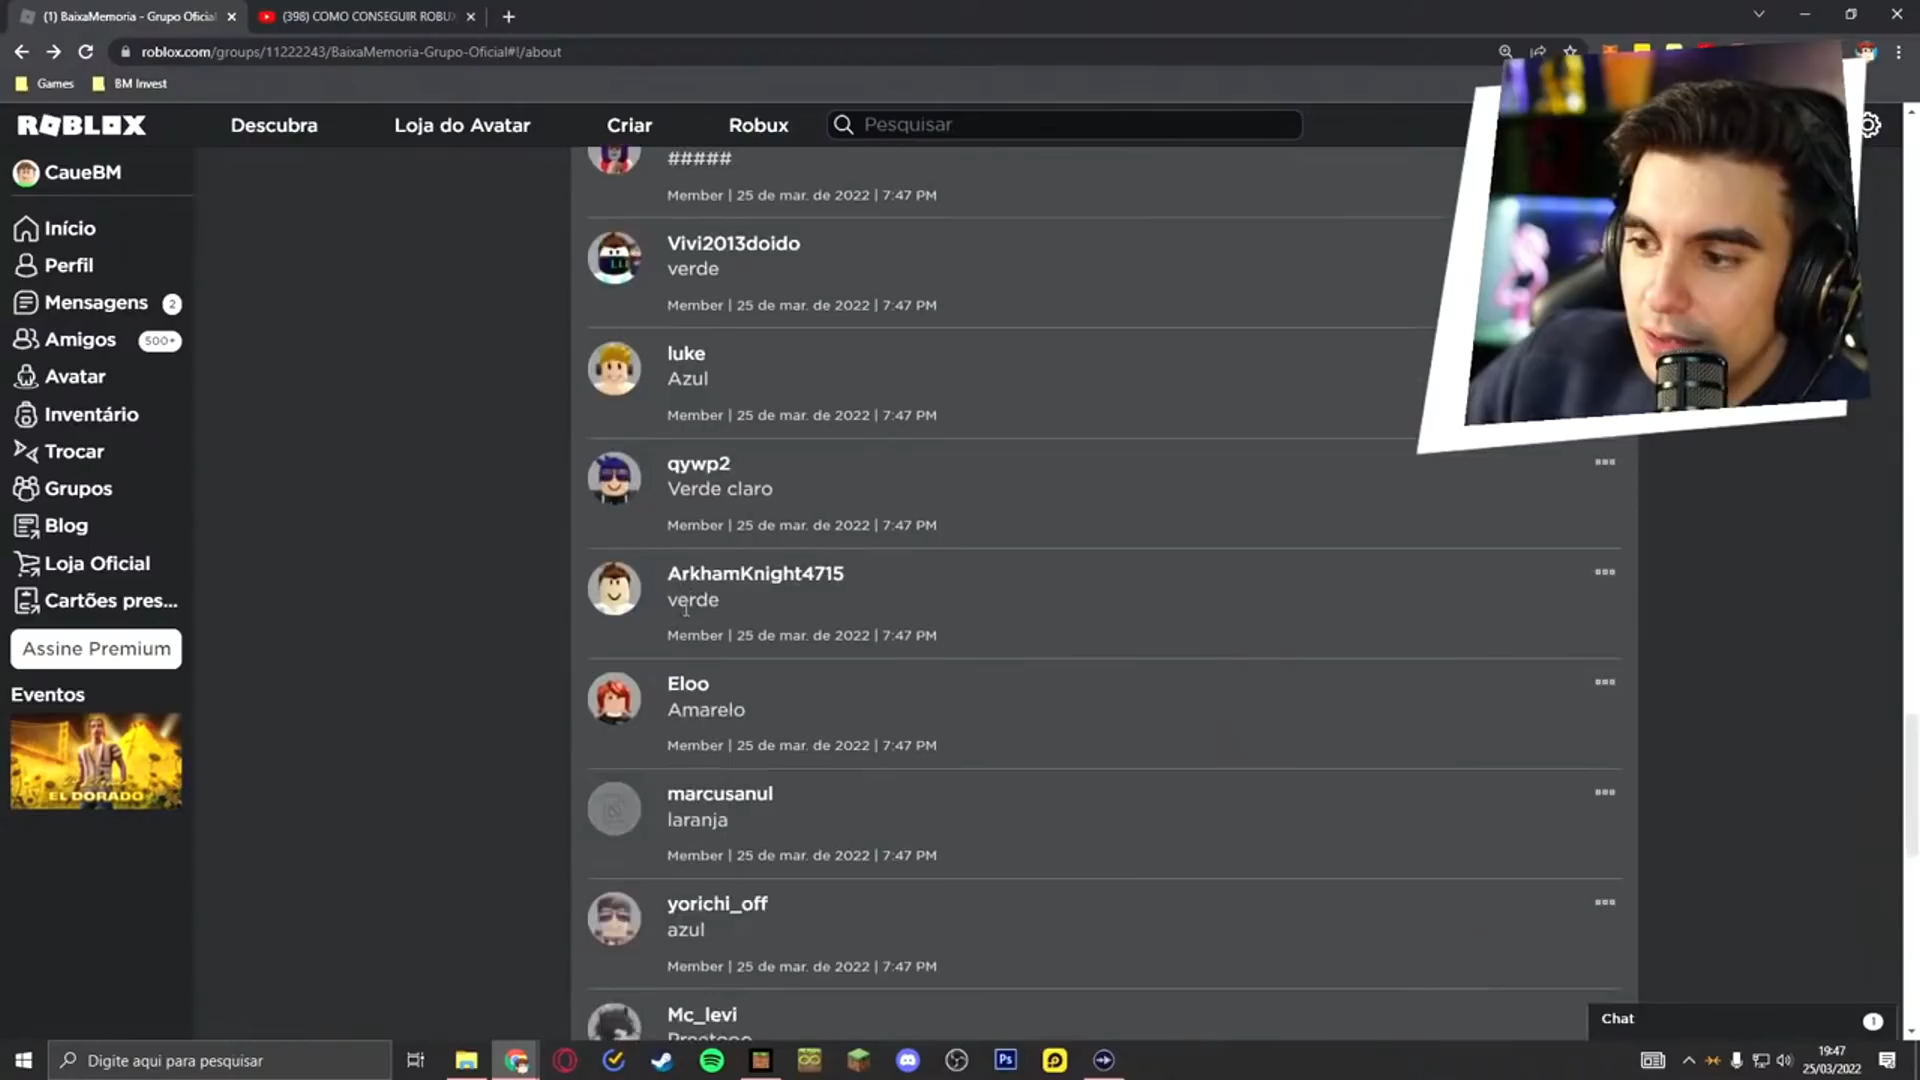 (1) BaixaMemoria - Grupo Oficial
(398) COMO CONSEGUIR ROBUX
roblox.com/groups/11222243/BaixaMemoria-Grupo-Oficial#!/about
Games
BM Invest
ROBLOX
Descubra
Loja do Avatar
Criar
Robux
Pesquisar
CaueBM
Início
Perfil
Mensagens 2
Amigos 500+
Avatar
Inventário
Trocar
Grupos
Blog
Loja Oficial
Cartões pres...
Assine Premium
Eventos
EL DORADO
#####
Member | 25 de mar. de 2022 | 7:47 PM
Vivi2013doido
verde
Member | 25 de mar. de 2022 | 7:47 PM
luke
Azul
Member | 25 de mar. de 2022 | 7:47 PM
qywp2
Verde claro
Member | 25 de mar. de 2022 | 7:47 PM
ArkhamKnight4715
verde
Member | 25 de mar. de 2022 | 7:47 PM
Eloo
Amarelo
Member | 25 de mar. de 2022 | 7:47 PM
marcusanul
laranja
Member | 25 de mar. de 2022 | 7:47 PM
yorichi_off
azul
Member | 25 de mar. de 2022 | 7:47 PM
Mc_levi
Chat 1
Digite aqui para pesquisar
Ps
19:47
25/03/2022